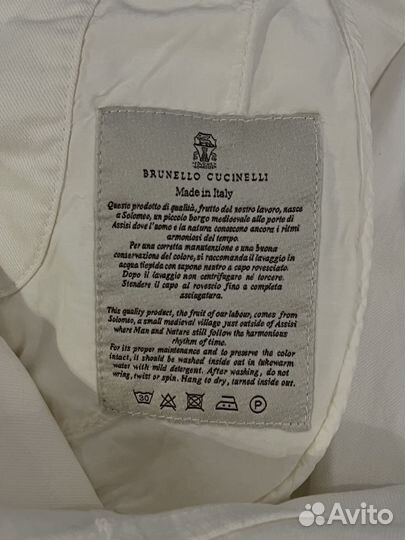 BRUNELLO CUCINELLI
Made in Italy
Questo prodotto di qualità, frutto del nostro lavoro, nasce
a Solomeo, un piccolo borgo medioevale alle porte di
Assisi dove l'uomo e la natura conoscono ancora i ritmi
armoniosi del tempo.
Per una corretta manutenzione e una buona
conservazione del colore, si raccomanda il lavaggio in
acqua tiepida con sapone neutro a capo rovesciato.
Dopo il lavaggio non centrifugare né torcere.
Stendere il capo al rovescio fino a completa
asciugatura.
This quality product, the fruit of our labour, comes from
Solomeo, a small medieval village just outside of Assisi
where Man and Nature still follow the harmonious
rhythm of time.
For its proper maintenance and to preserve the color
intact, it should be washed inside out in lukewarm
water with mild detergent. After washing, do not
wring, twist or spin. Hang to dry, turned inside out.
30 P
Avito